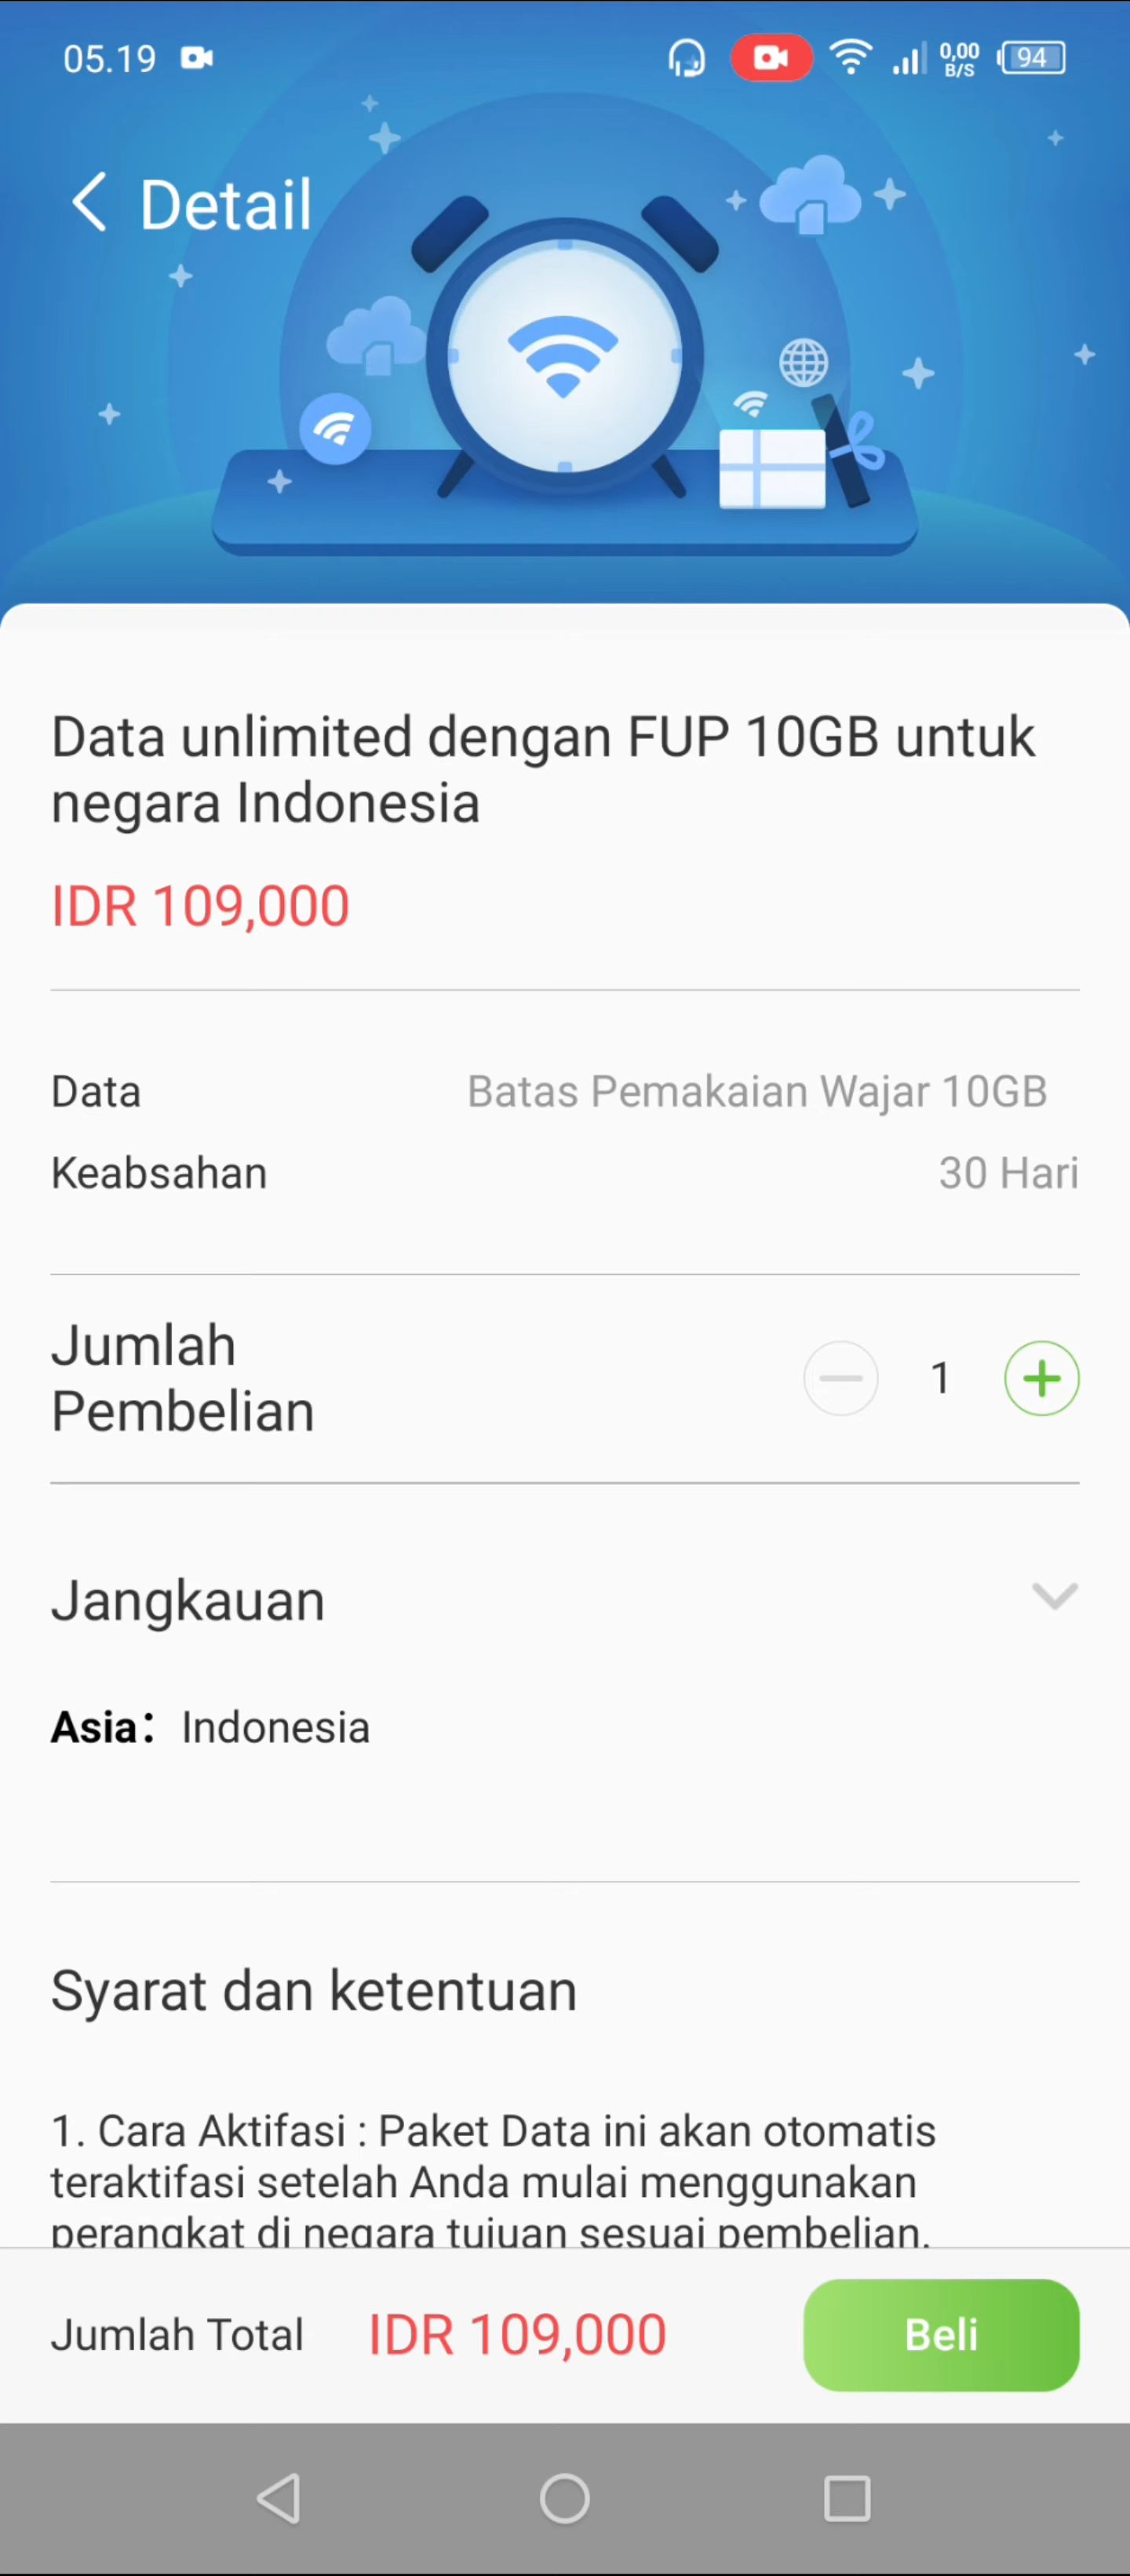 05.19
0,00
B/S
94
Detail
Data unlimited dengan FUP 10GB untuk
negara Indonesia
IDR 109,000
Data
Batas Pemakaian Wajar 10GB
Keabsahan
30 Hari
Jumlah
Pembelian
1
Jangkauan
Asia: Indonesia
Syarat dan ketentuan
1. Cara Aktifasi : Paket Data ini akan otomatis
teraktifasi setelah Anda mulai menggunakan
perangkat di negara tujuan sesuai pembelian.
Jumlah Total
IDR 109,000
Beli